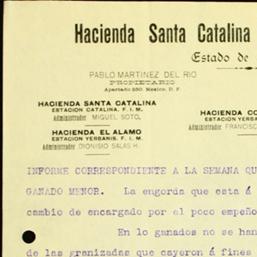 Hacienda Santa Catalina
Estado de
PABLO MARTINEZ DEL RIO
PROPIETARIO
Apartado 250. Mexico, D. F.
HACIENDA SANTA CATALINA
ESTACION CATALINA, F. I. M.
Administrador MIGUEL SOTO,
HACIENDA CO
ESTACION YERBA
Administrador FRANCISC
HACIENDA EL ALAMO
ESTACION YERBANIS. F. I. M.
Administrador DIONISIO SALAS H.
INFORME CORRESPONDIENTE A LA SEMANA QU
GANADO MENOR. La engorda que esta á
cambio de encargado por el poco empeño
En lo ganados no se han
de las granizadas que cayeron á fines